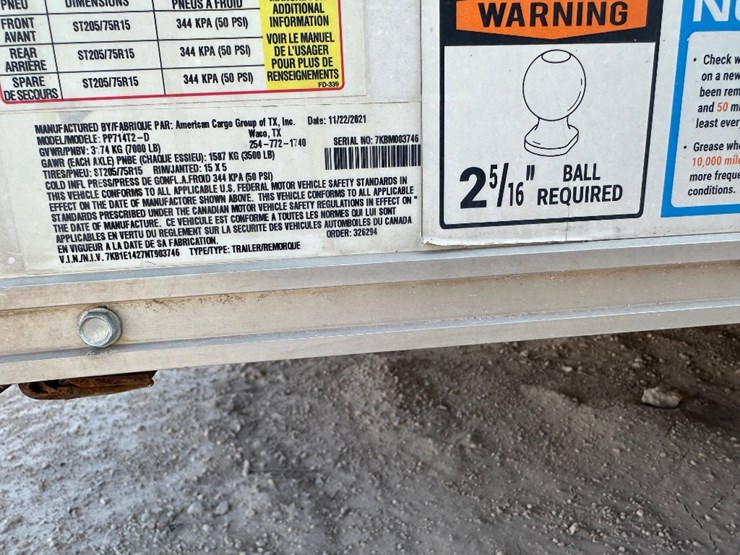 PNEU DIMENSIONS PNEUS À FROID
FRONT AVANT ST205/75R15 344 KPA (50 PSI)
REAR ARRIÈRE ST205/75R15 344 KPA (50 PSI)
SPARE DE SECOURS ST205/75R15 344 KPA (50 PSI)
ADDITONAL
INFORMATION
VOIR LE MANUEL
DE L'USAGER
POUR PLUS DE
RENSEIGNEMENTS
FD-339
MANUFACTURED BY/FABRIQUE PAR: American Cargo Group of TX, Inc. Date: 11/22/2021
MODEL/MODELE: PP714T2-D Waco, TX
GVWR/PNBV: 3174 KG (7000 LB) 254-772-1740 SERIAL NO: 7KBM003746
GAWR (EACH AXLE) PNBE (CHAQUE ESSIEU): 1587 KG (3500 LB)
TIRES/PNEU: ST205/75R15 RIM/JANTED: 15 X 5
COLD INFL PRESS/PRESS DE GONFL.A.FROID 344 KPA (50 PSI)
THIS VEHICLE CONFORMS TO ALL APPLICABLE U.S. FEDERAL MOTOR VEHICLE SAFETY STANDARDS IN
EFFECT ON THE DATE OF MANUFACTORE SHOWN ABOVE. THIS VEHICLE CONFORMS TO ALL APPLICABLE
STANDARDS PRESCRIBED UNDER THE CANADIAN MOTOR VEHICLE SAFETY REGULATIONS IN EFFECT ON "
THE DATE OF MANUFACTURE. CE VEHICULE EST CONFORME A TOUTES LES NORMES QUI LUI SONT
APPLICABLES EN VERTU DU REGLEMENT SUR LA SECURITE DES VEHICULES AUTOMBOILES DU CANADA
EN VIGUEUR A LA DATE DE SA FABRICATION. ORDER: 326294
V.I.N./N.I.V. 7KB1E1427NT903746 TYPE/TYPE: TRAILER/REMORQUE
WARNING
2 5/16" BALL
REQUIRED
• Check w
on a new
been rem
and 50 mi
least ever
• Grease whe
10,000 mile
more freque
conditions.